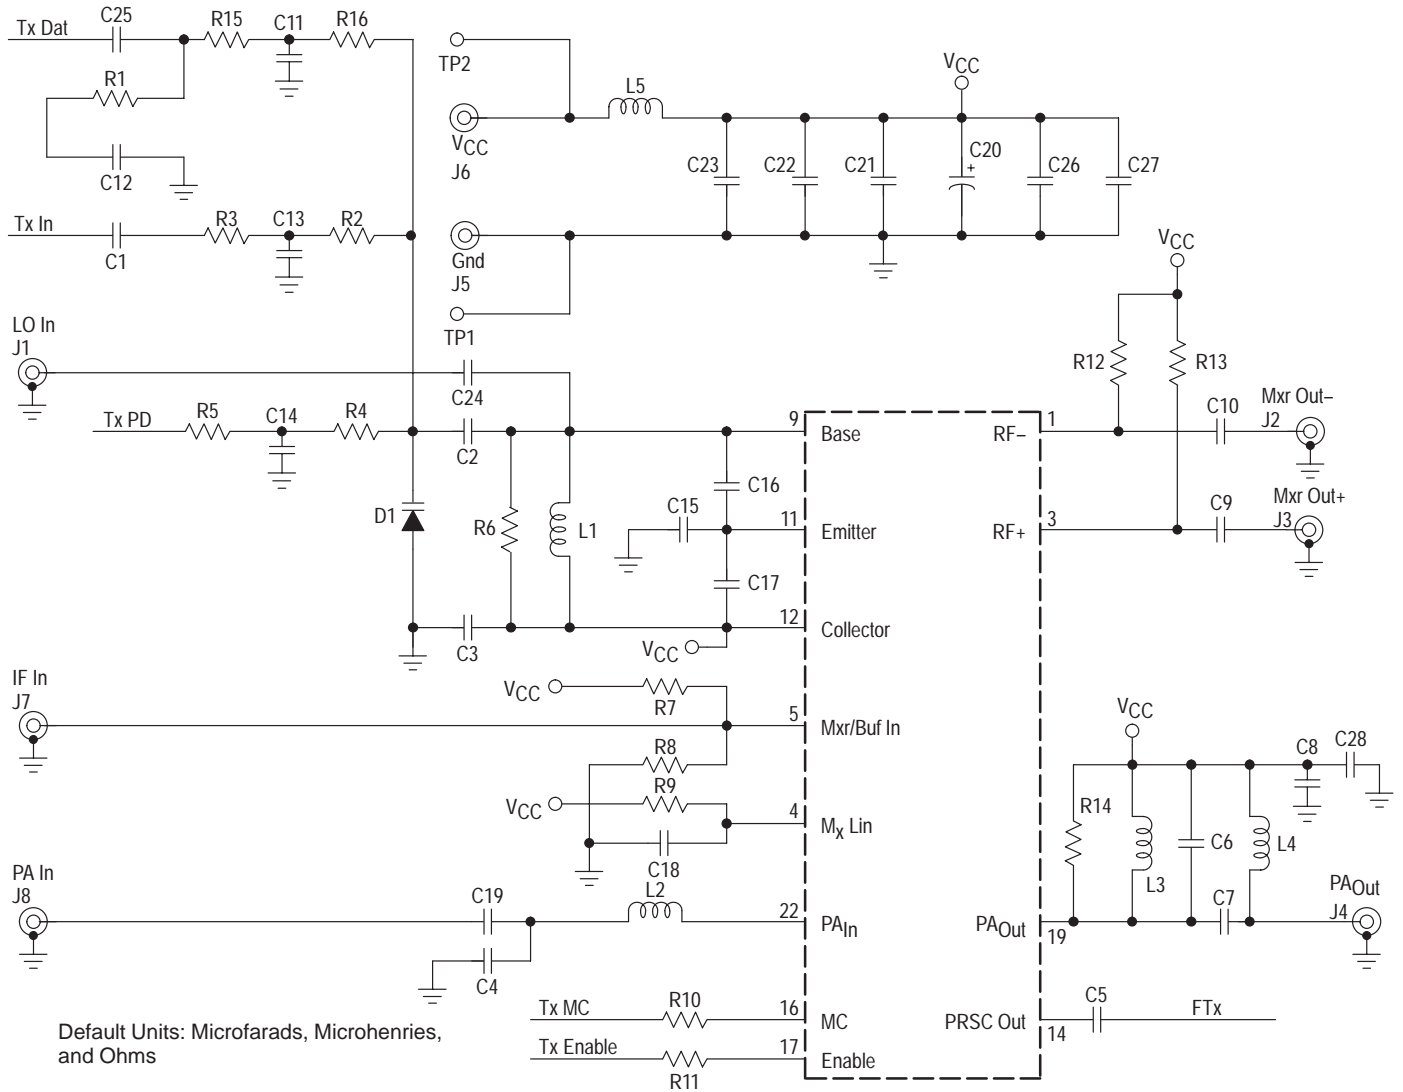 C25
R15
C11
R16
Tx Dat
R1
C12
TP2
VCC
J6
L5
VCC
C23
C22
C21
C20
+
C26
C27
Tx In
C1
R3
C13
R2
Gnd
J5
TP1
VCC
R12
R13
LO In
J1
C24
Tx PD
R5
C14
R4
C2
9
Base
RF–
1
C10
Mxr Out–
J2
D1
R6
L1
C15
C16
11
Emitter
RF+
3
C9
Mxr Out+
J3
C17
12
Collector
C3
VCC
IF In
J7
VCC
R7
5
Mxr/Buf In
R8
R9
VCC
4
Mx Lin
C18
VCC
C8
C28
R14
L3
C6
L4
PA In
J8
C19
L2
22
PAIn
C4
PAOut
19
C7
PAOut
J4
Tx MC
R10
16
MC
PRSC Out
14
C5
FTx
Tx Enable
R11
17
Enable
Default Units: Microfarads, Microhenries,
and Ohms